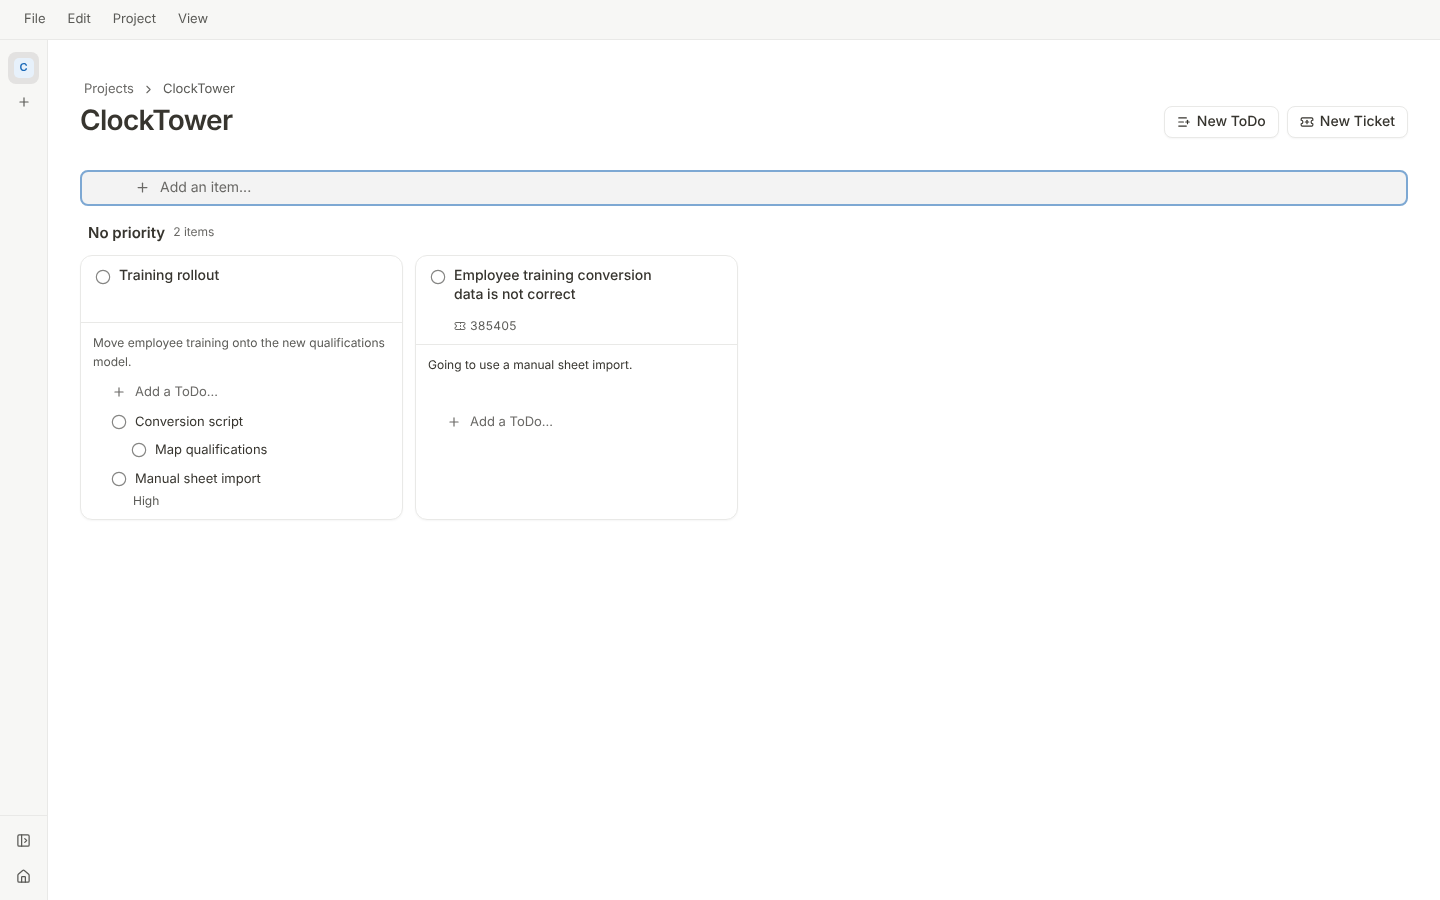 File Edit Project View
C
Projects > ClockTower
ClockTower
New ToDo
New Ticket
Add an item...
No priority 2 items
Training rollout
Move employee training onto the new qualifications
model.
Add a ToDo...
Conversion script
Map qualifications
Manual sheet import
High
Employee training conversion
data is not correct
385405
Going to use a manual sheet import.
Add a ToDo...